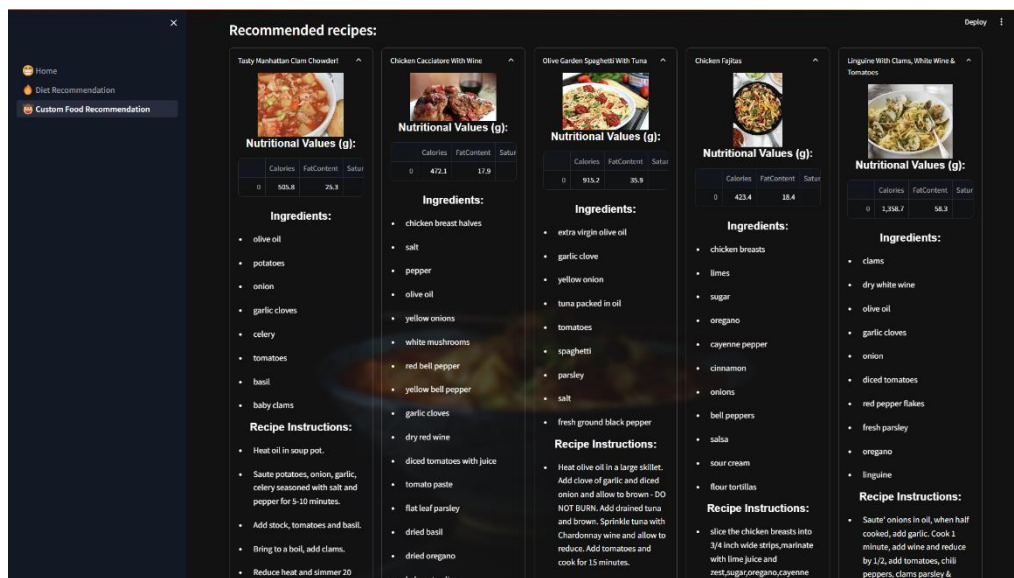 ×
Deploy
Home
Diet Recommendation
Custom Food Recommendation
Recommended recipes:
Tasty Manhattan Clam Chowder!
Nutritional Values (g):
Calories FatContent Satur
0 505.8 25.3
Ingredients:
olive oil
potatoes
onion
garlic cloves
celery
tomatoes
basil
baby clams
Recipe Instructions:
Heat oil in soup pot.
Saute potatoes, onion, garlic,
celery seasoned with salt and
pepper for 5-10 minutes.
Add stock, tomatoes and basil.
Bring to a boil, add clams.
Reduce heat and simmer 20
Chicken Cacciatore With Wine
Nutritional Values (g):
Calories FatContent Satur
0 472.1 17.9
Ingredients:
chicken breast halves
salt
pepper
olive oil
yellow onions
white mushrooms
red bell pepper
yellow bell pepper
garlic cloves
dry red wine
diced tomatoes with juice
tomato paste
flat leaf parsley
dried basil
dried oregano
Olive Garden Spaghetti With Tuna
Nutritional Values (g):
Calories FatContent Satur
0 915.2 35.9
Ingredients:
extra virgin olive oil
garlic clove
yellow onion
tuna packed in oil
tomatoes
spaghetti
parsley
salt
fresh ground black pepper
Recipe Instructions:
Heat olive oil in a large skillet.
Add clove of garlic and diced
onion and allow to brown - DO
NOT BURN. Add drained tuna
and brown. Sprinkle tuna with
Chardonnay wine and allow to
reduce. Add tomatoes and
cook for 15 minutes.
Chicken Fajitas
Nutritional Values (g):
Calories FatContent Satur
0 423.4 18.4
Ingredients:
chicken breasts
limes
sugar
oregano
cayenne pepper
cinnamon
onions
bell peppers
salsa
sour cream
flour tortillas
Recipe Instructions:
slice the chicken breasts into
3/4 inch wide strips,marinate
with lime juice and
zest,sugar,oregano,cayenne
Linguine With Clams, White Wine &
Tomatoes
Nutritional Values (g):
Calories FatContent Satur
0 1,358.7 58.3
Ingredients:
clams
dry white wine
olive oil
garlic cloves
onion
diced tomatoes
red pepper flakes
fresh parsley
oregano
linguine
Recipe Instructions:
Saute' onions in oil, when half
cooked, add garlic. Cook 1
minute, add wine and reduce
by 1/2, add tomatoes, chili
peppers, clams parsley &